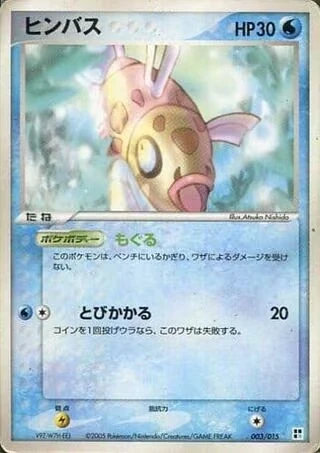 ヒンバス
HP30
たね
Illus.Atsuko Nishida
ポケボディー もぐる
このポケモンは、ベンチにいるかぎり、ワザによるダメージを受け
ない。
とびかかる 20
コインを1回投げウラなら、このワザは失敗する。
弱点 抵抗力 にげる
©2005 Pokémon/Nintendo/Creatures/GAME FREAK
003/015